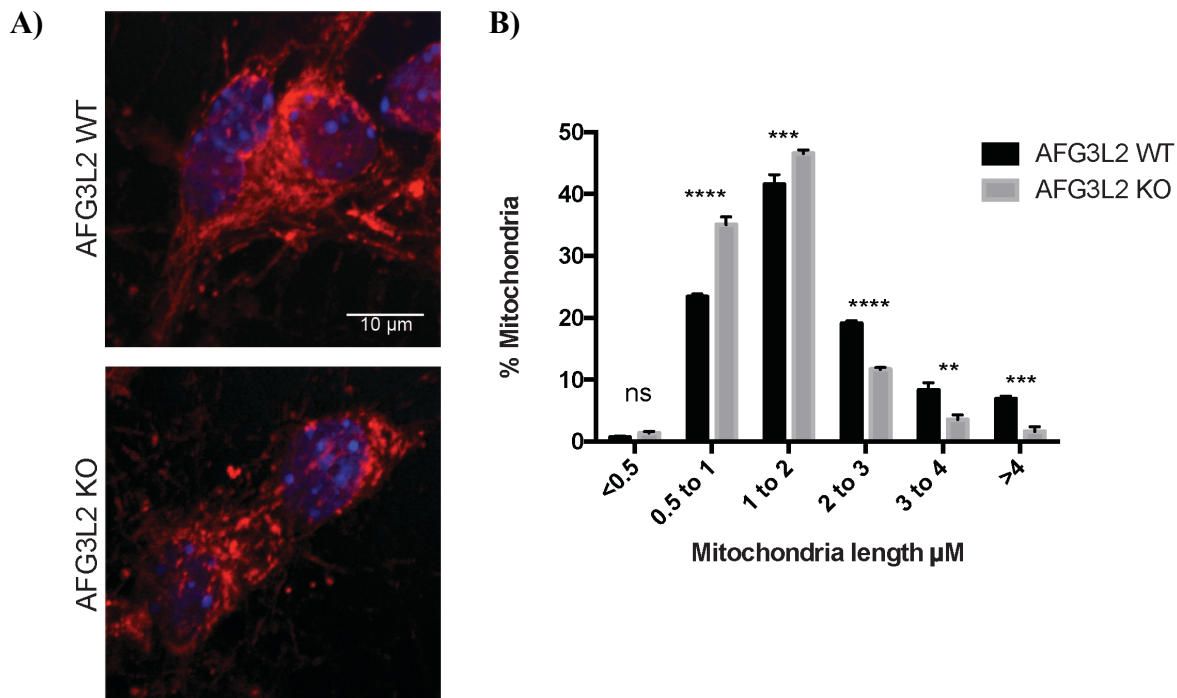 A)
AFG3L2 WT
10 µm
AFG3L2 KO
B)
% Mitochondria
50
40
30
20
10
0
ns
****
***
****
**
***
AFG3L2 WT
AFG3L2 KO
<0.5
0.5 to 1
1 to 2
2 to 3
3 to 4
>4
Mitochondria length µM